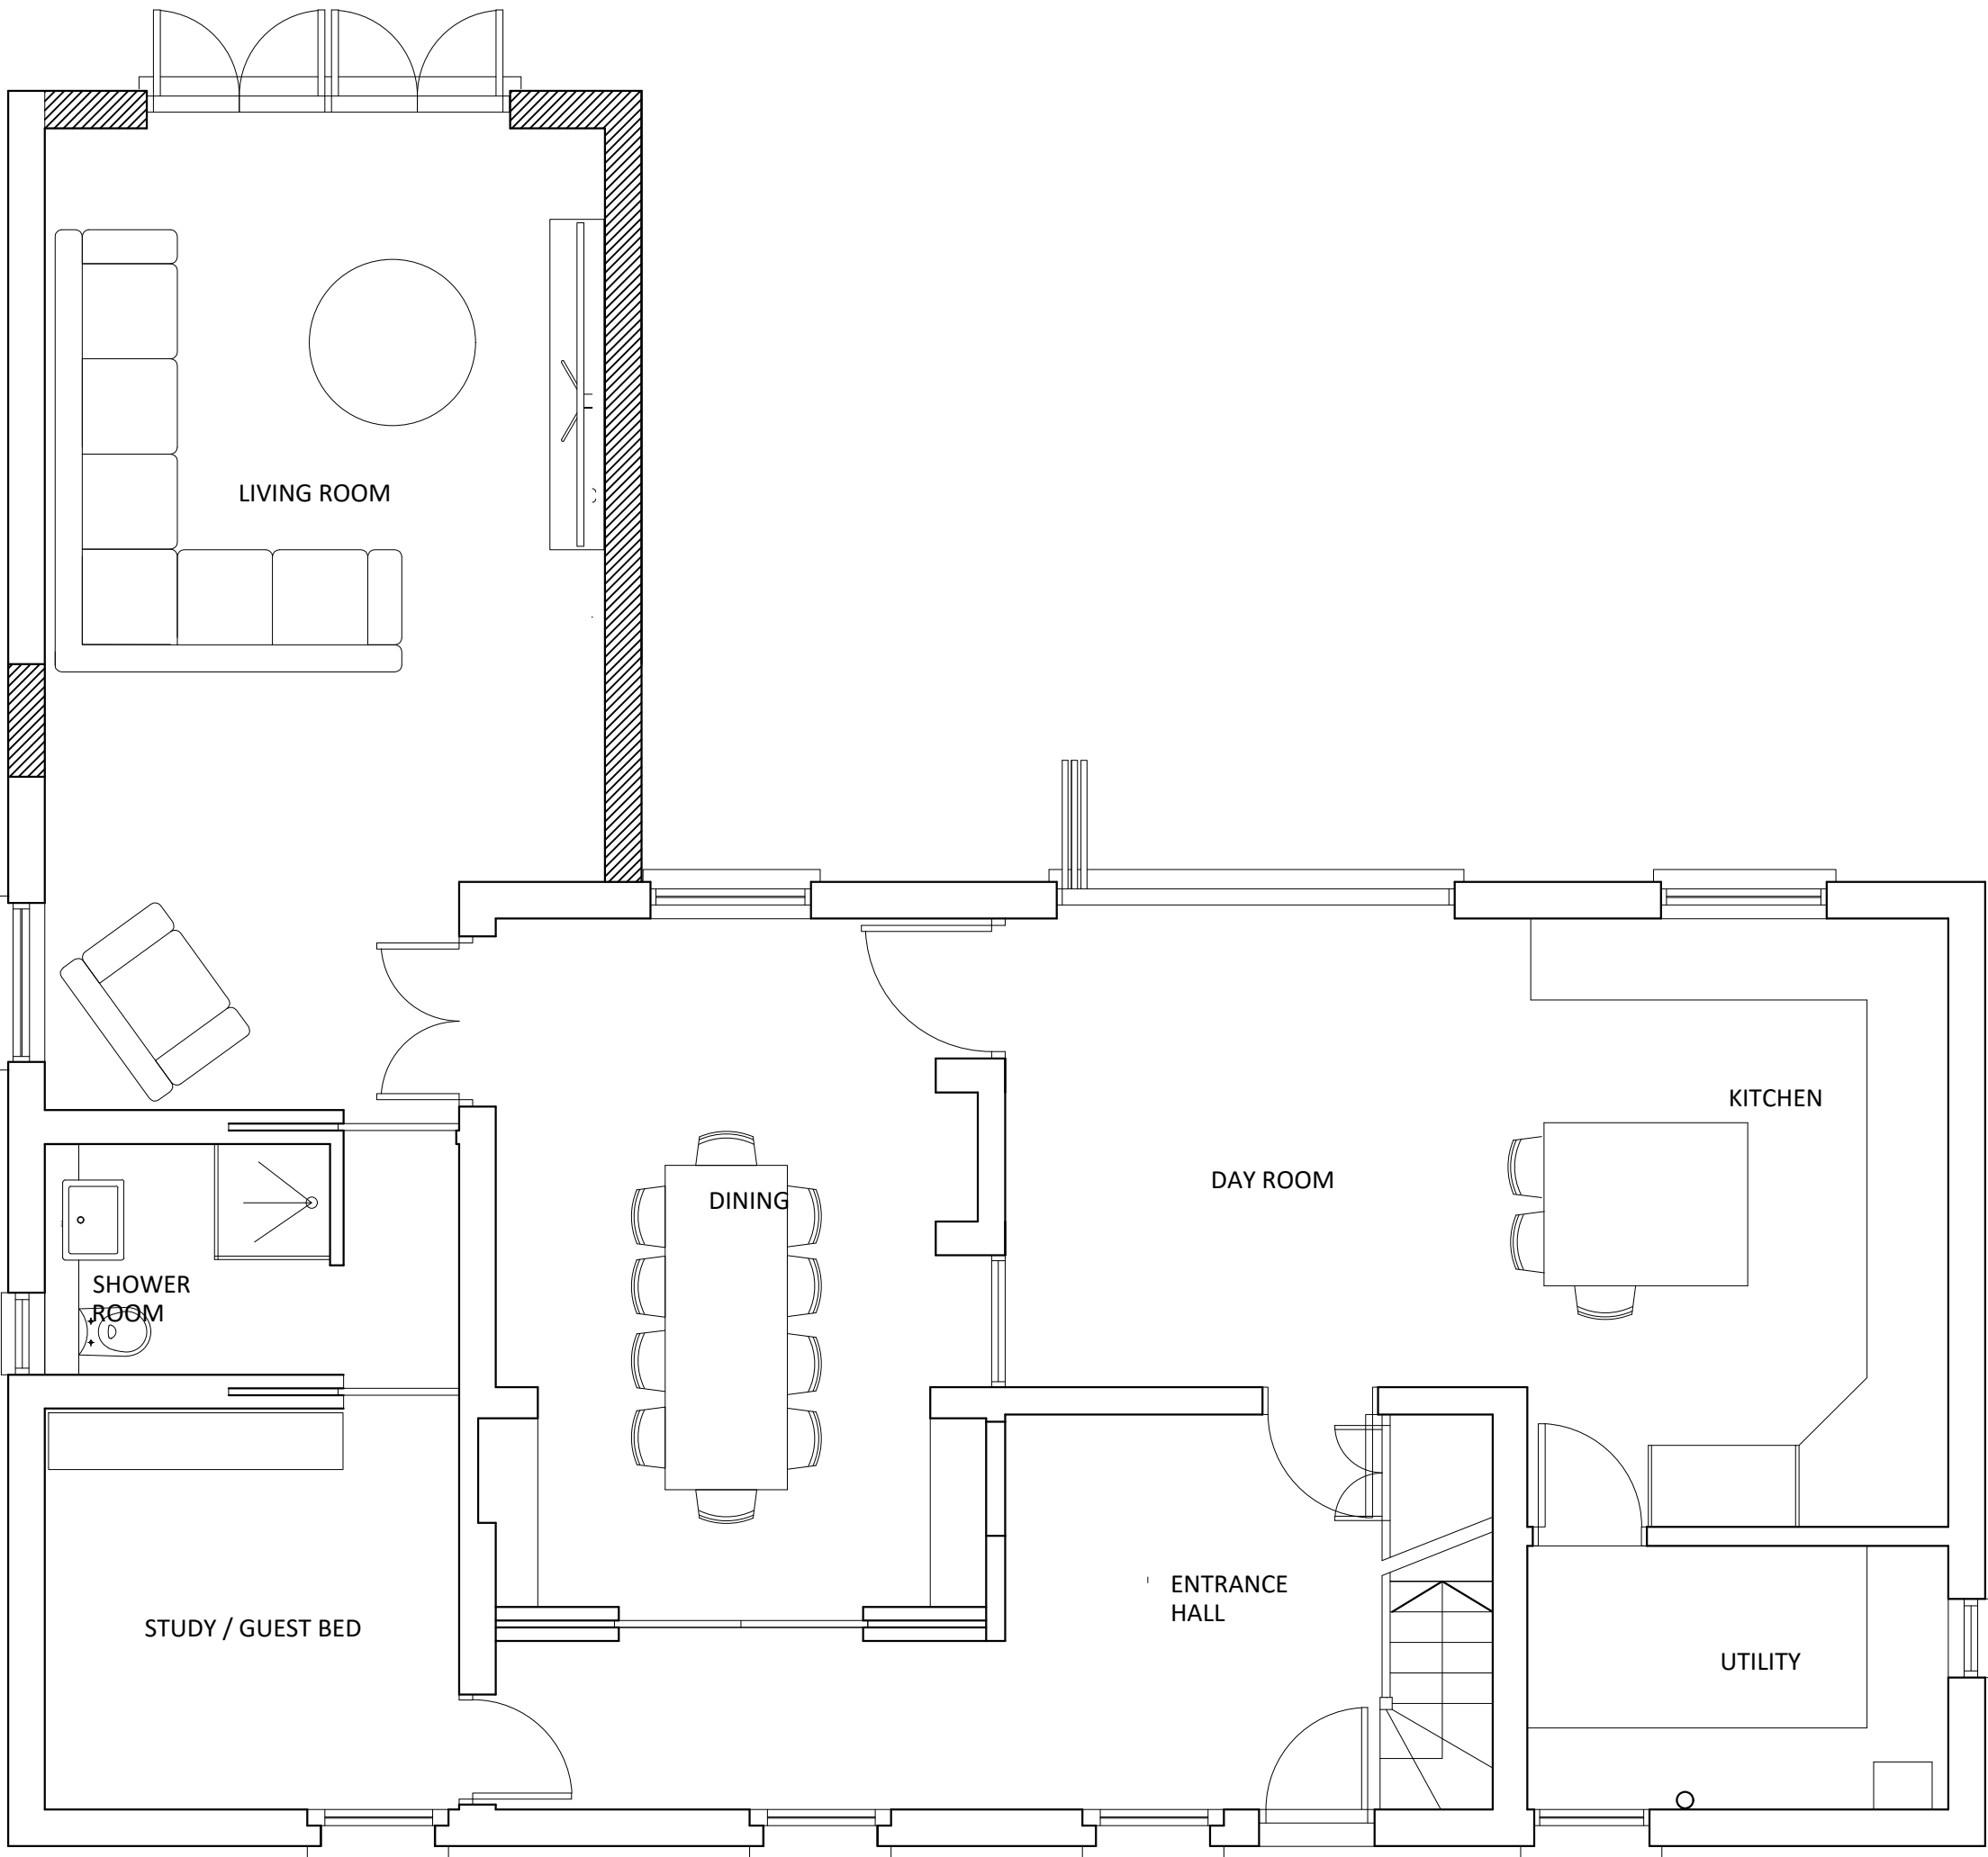 LIVING ROOM
KITCHEN
DAY ROOM
DINING
SHOWER
ROOM
ENTRANCE
HALL
STUDY / GUEST BED
UTILITY